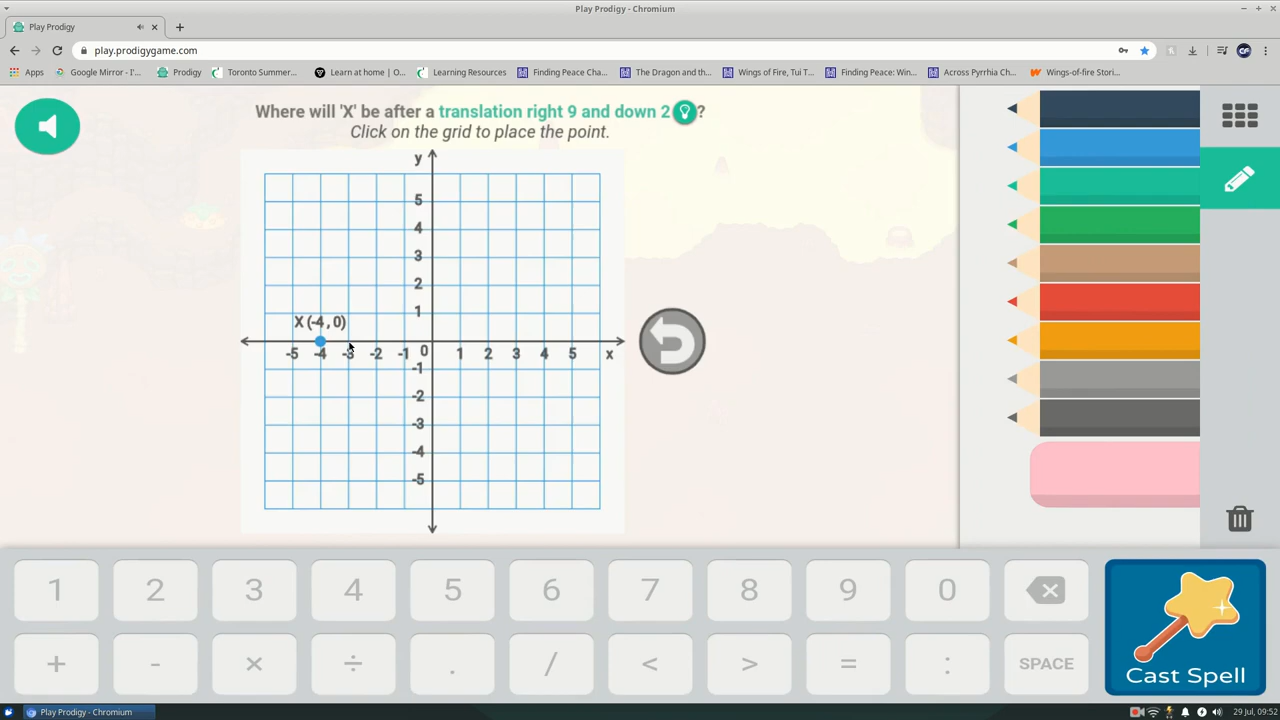 Play Prodigy - Chromium
Play Prodigy
play.prodigygame.com
Apps
Google Mirror - I'...
Prodigy
Toronto Summer...
Learn at home | O...
Learning Resources
Finding Peace Cha...
The Dragon and th...
Wings of Fire, Tui T...
Finding Peace: Win...
Across Pyrrhia Ch...
Wings-of-fire Stori...
Where will 'X' be after a translation right 9 and down 2 ?
Click on the grid to place the point.
y
5
4
3
2
1
X (-4, 0)
-5 -4 -3 -2 -1 0 1 2 3 4 5 x
-1
-2
-3
-4
-5
1 2 3 4 5 6 7 8 9 0
+ - × ÷ . / < > = : SPACE
Cast Spell
Play Prodigy - Chromium
29 Jul, 09:52